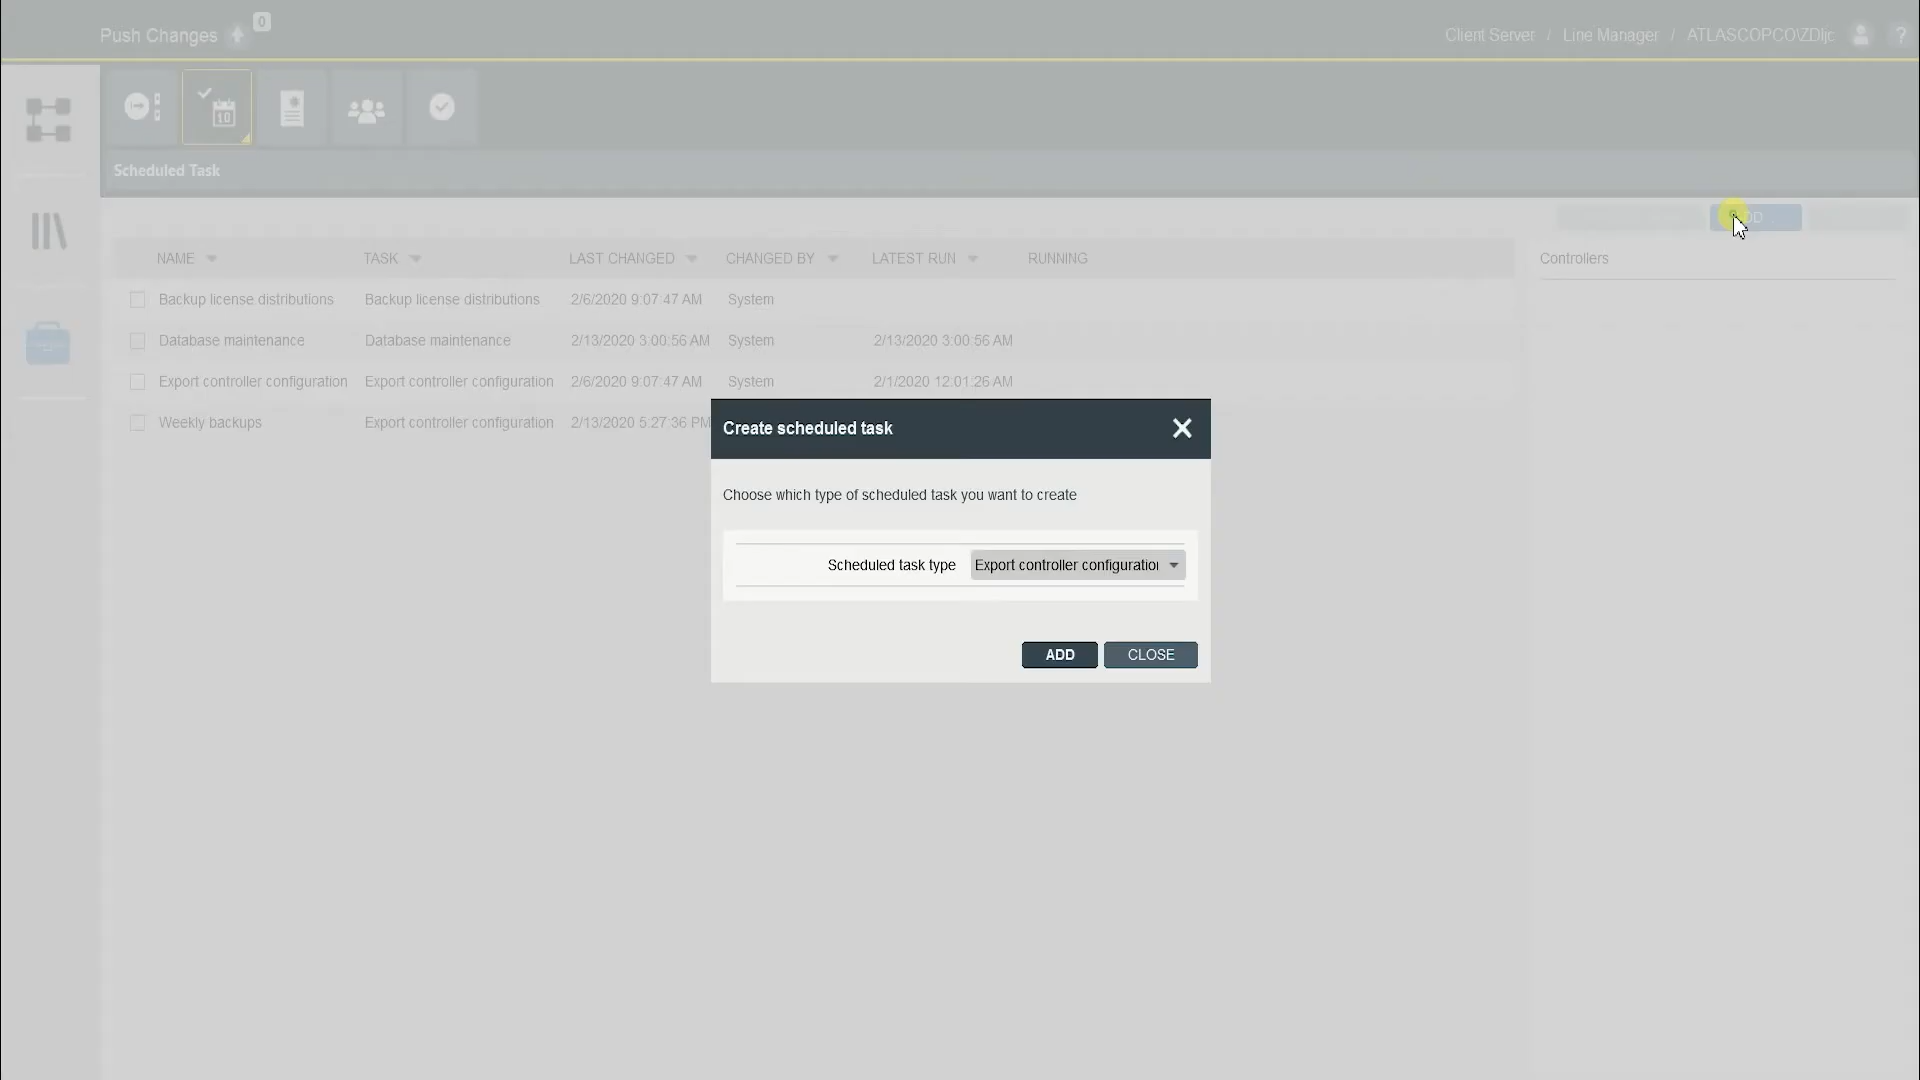 Push Changes 0
Client Server / Line Manager / ATLASCOPCO\ZDljc ?
10
Scheduled Task
NAME TASK LAST CHANGED CHANGED BY LATEST RUN RUNNING
Controllers
Backup license distributions Backup license distributions 2/6/2020 9:07:47 AM System
Database maintenance Database maintenance 2/13/2020 3:00:56 AM System 2/13/2020 3:00:56 AM
Export controller configuration Export controller configuration 2/6/2020 9:07:47 AM System 2/1/2020 12:01:26 AM
Weekly backups Export controller configuration 2/13/2020 5:27:36 PM
Create scheduled task
Choose which type of scheduled task you want to create
Scheduled task type Export controller configuration
ADD CLOSE